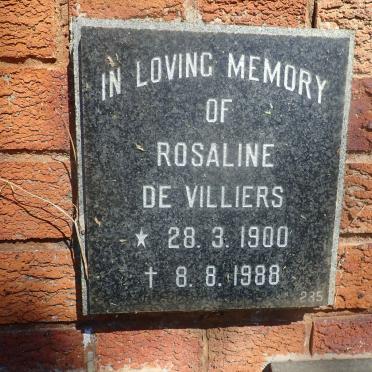 IN LOVING MEMORY
OF
ROSALINE
DE VILLIERS
★ 28. 3. 1900
† 8. 8. 1988
235